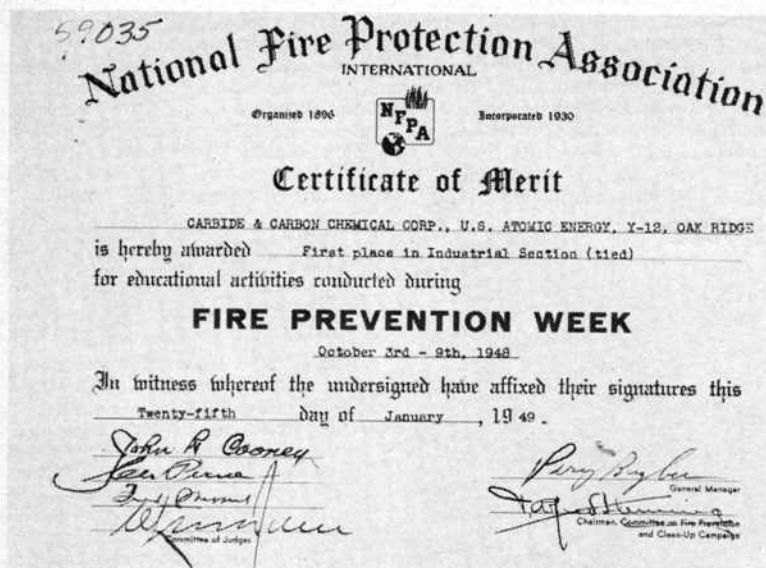 59035
National Fire Protection Association
INTERNATIONAL
Organized 1896 NFPA Incorporated 1930
Certificate of Merit
CARBIDE & CARBON CHEMICAL CORP., U.S. ATOMIC ENERGY, Y-12, OAK RIDGE
is hereby awarded First place in Industrial Section (tied)
for educational activities conducted during
FIRE PREVENTION WEEK
October 3rd - 9th, 1948
In witness whereof the undersigned have affixed their signatures this
Twenty-fifth day of January, 1949.
John R Cooney
Percy Bugbee
General Manager
Committee of Judges
Chairman, Committee on Fire Prevention
and Clean-Up Campaign